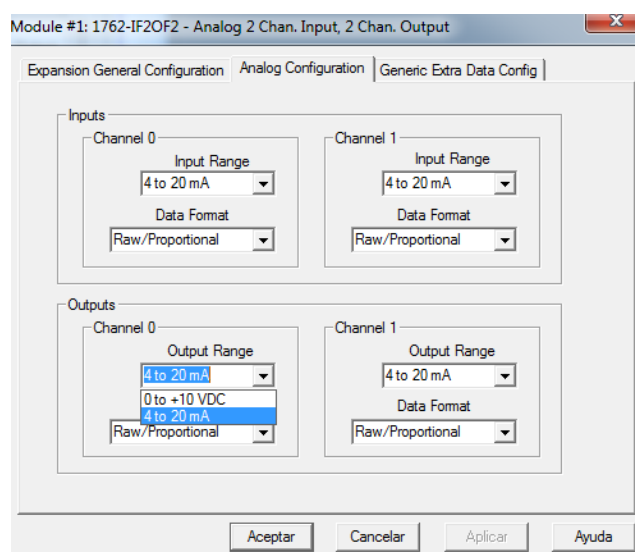 Module #1: 1762-IF2OF2 - Analog 2 Chan. Input, 2 Chan. Output
Expansion General Configuration Analog Configuration Generic Extra Data Config
Inputs
Channel 0
Input Range
4 to 20 mA
Data Format
Raw/Proportional
Channel 1
Input Range
4 to 20 mA
Data Format
Raw/Proportional
Outputs
Channel 0
Output Range
4 to 20 mA
0 to +10 VDC
4 to 20 mA
Raw/Proportional
Channel 1
Output Range
4 to 20 mA
Data Format
Raw/Proportional
Aceptar Cancelar Aplicar Ayuda